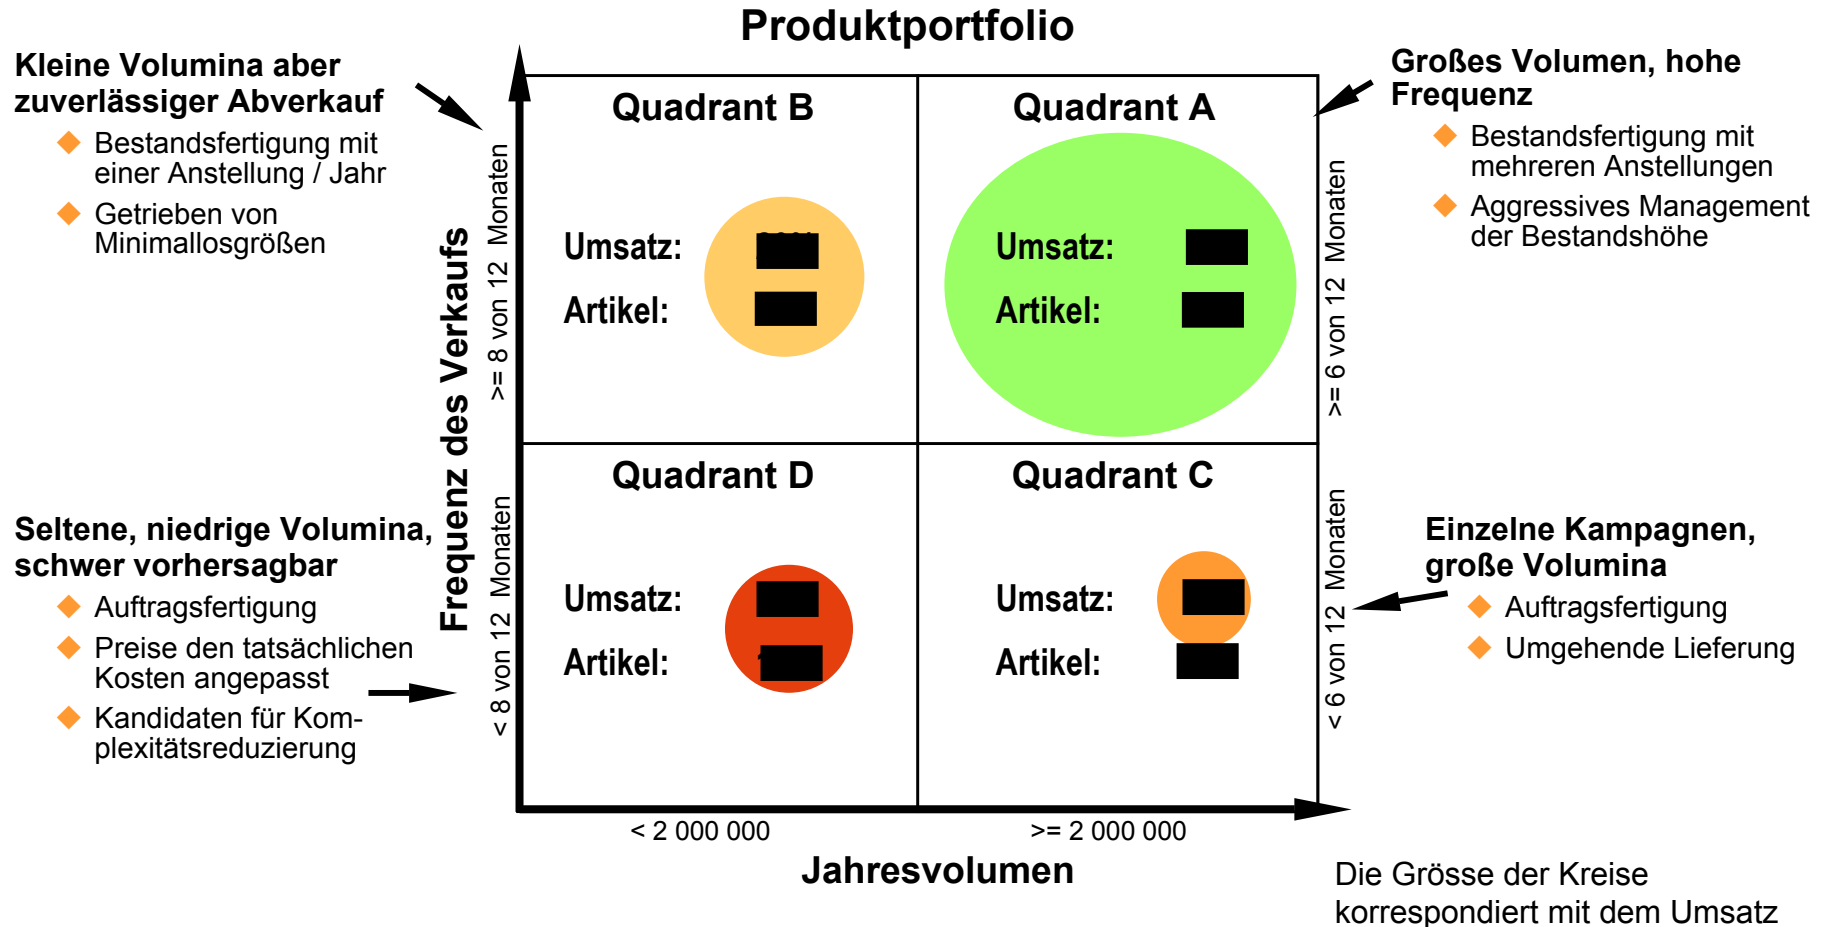 Produktportfolio
Kleine Volumina aber
zuverlässiger Abverkauf
Bestandsfertigung mit
einer Anstellung / Jahr
Getrieben von
Minimallosgrößen
Großes Volumen, hohe
Frequenz
Bestandsfertigung mit
mehreren Anstellungen
Aggressives Management
der Bestandshöhe
Frequenz des Verkaufs
>= 8 von 12 Monaten
Quadrant B
Umsatz:
Artikel:
Quadrant A
Umsatz:
Artikel:
>= 6 von 12 Monaten
Seltene, niedrige Volumina,
schwer vorhersagbar
Auftragsfertigung
Preise den tatsächlichen
Kosten angepasst
Kandidaten für Kom-
plexitätsreduzierung
< 8 von 12 Monaten
Quadrant D
Umsatz:
Artikel:
Quadrant C
Umsatz:
Artikel:
< 6 von 12 Monaten
Einzelne Kampagnen,
große Volumina
Auftragsfertigung
Umgehende Lieferung
< 2 000 000
>= 2 000 000
Jahresvolumen
Die Grösse der Kreise
korrespondiert mit dem Umsatz